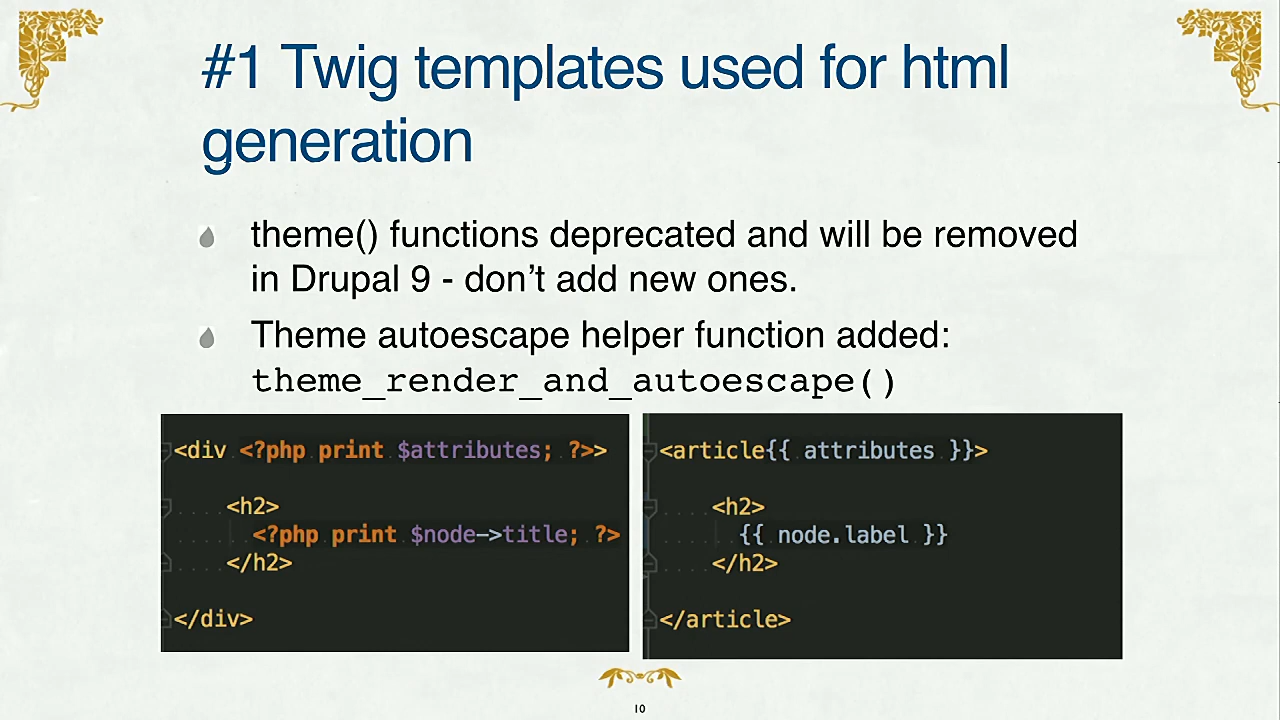 #1 Twig templates used for html
generation
theme() functions deprecated and will be removed
in Drupal 9 - don't add new ones.
Theme autoescape helper function added:
theme_render_and_autoescape()
<div <?php print $attributes; ?>>
<h2>
<?php print $node->title; ?>
</h2>
</div>
<article{{ attributes }}>
<h2>
{{ node.label }}
</h2>
</article>
10